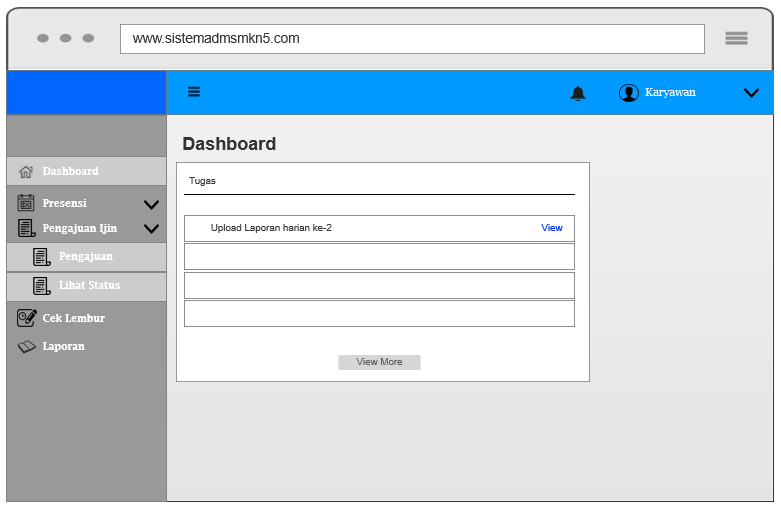 www.sistemadmsmkn5.com
Karyawan
Dashboard
Dashboard
Presensi
Pengajuan Ijin
Pengajuan
Lihat Status
Cek Lembur
Laporan
Tugas
Upload Laporan harian ke-2 View
View More